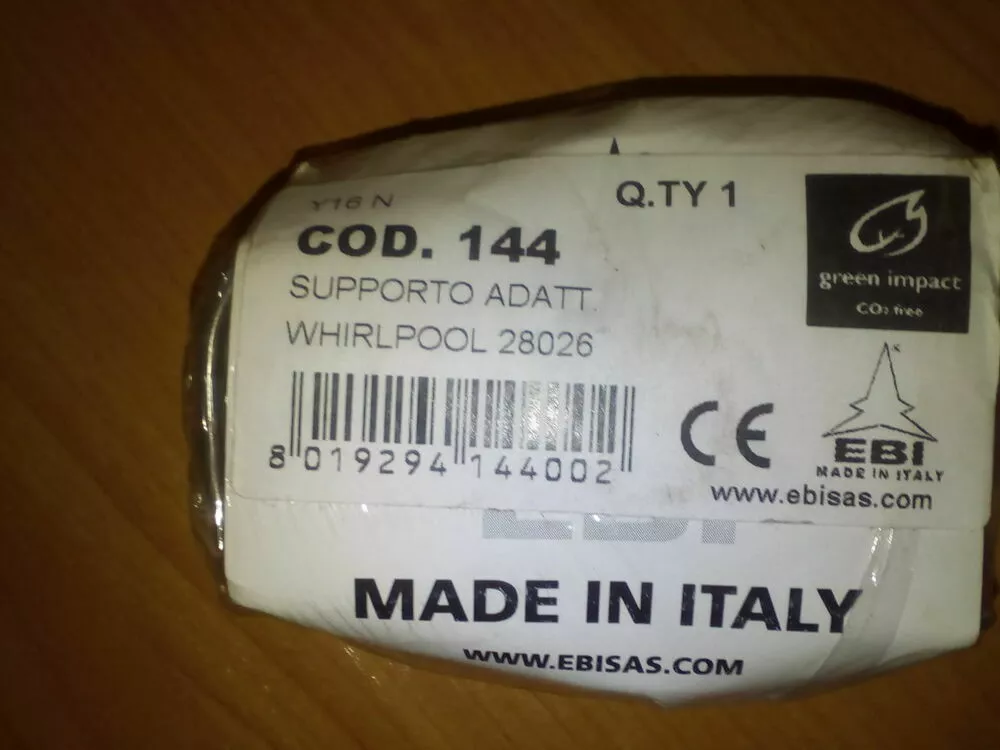 Y16 N
Q.TY 1
COD. 144
SUPPORTO ADATT.
WHIRLPOOL 28026
8 019294 144002
green impact
CO2 free
CE
EBI
MADE IN ITALY
www.ebisas.com
EBI
MADE IN ITALY
WWW.EBISAS.COM